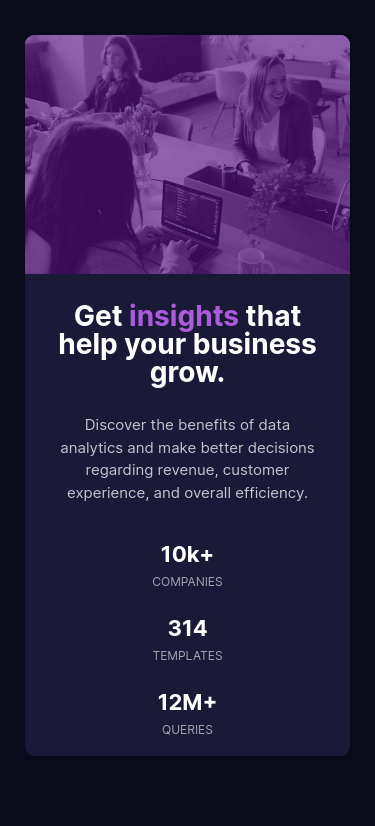 Get insights that
help your business
grow.
Discover the benefits of data
analytics and make better decisions
regarding revenue, customer
experience, and overall efficiency.
10k+
COMPANIES
314
TEMPLATES
12M+
QUERIES